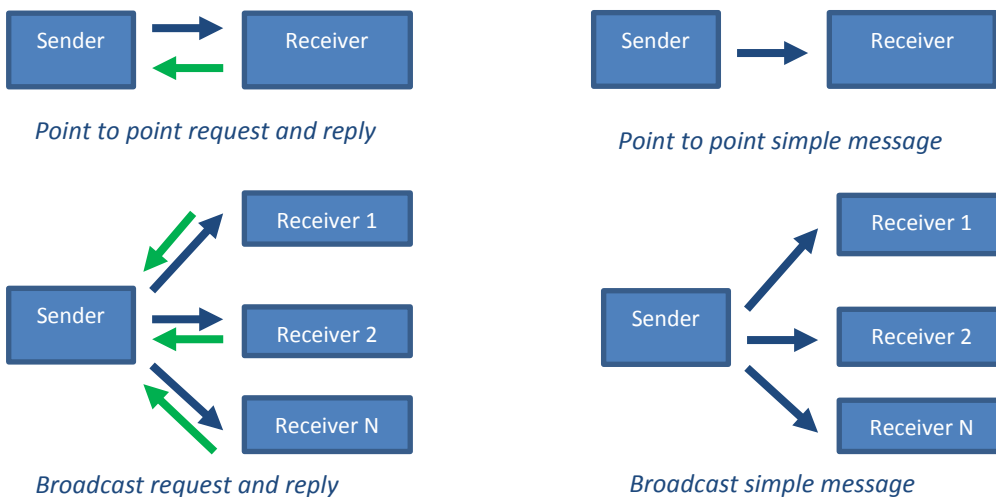 Sender
Receiver
Point to point request and reply
Sender
Receiver
Point to point simple message
Sender
Receiver 1
Receiver 2
Receiver N
Broadcast request and reply
Sender
Receiver 1
Receiver 2
Receiver N
Broadcast simple message